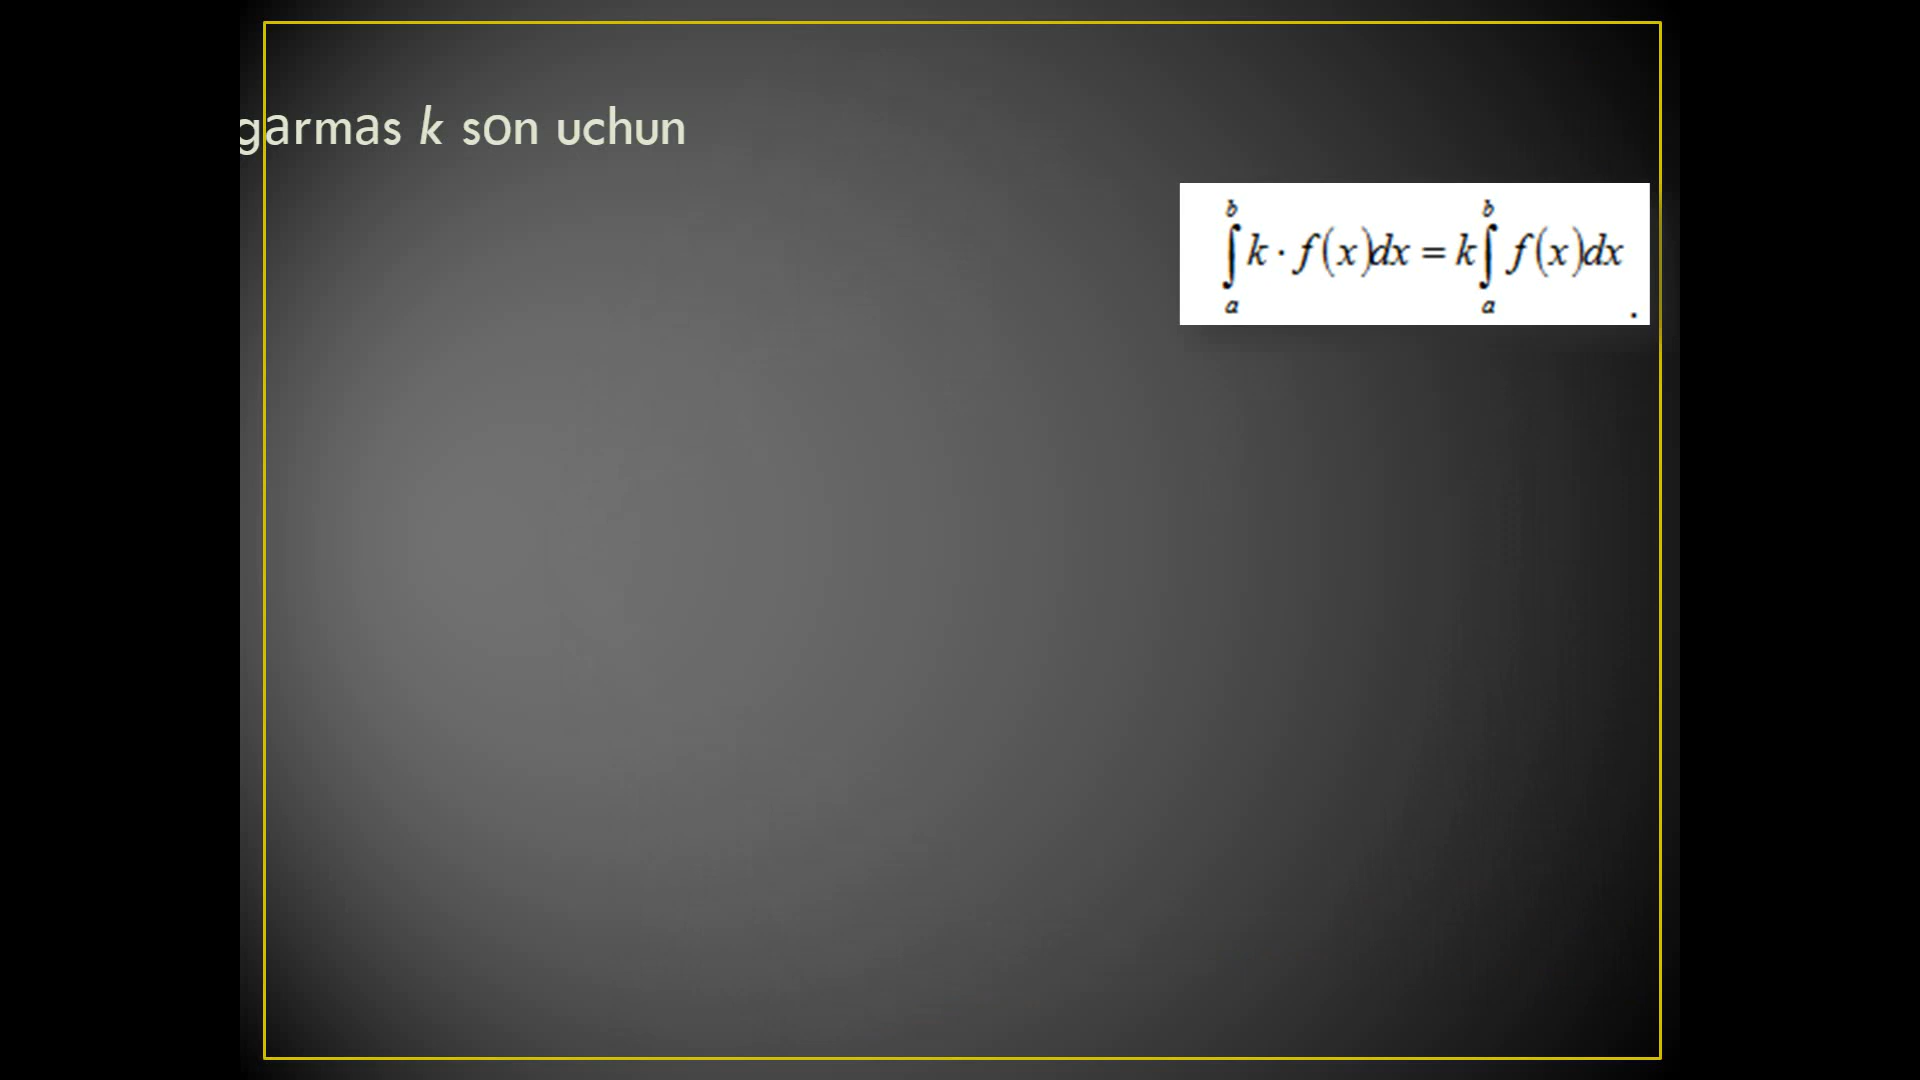 garmas k son uchun
∫ₐᵇ k · f(x)dx = k ∫ₐᵇ f(x)dx .